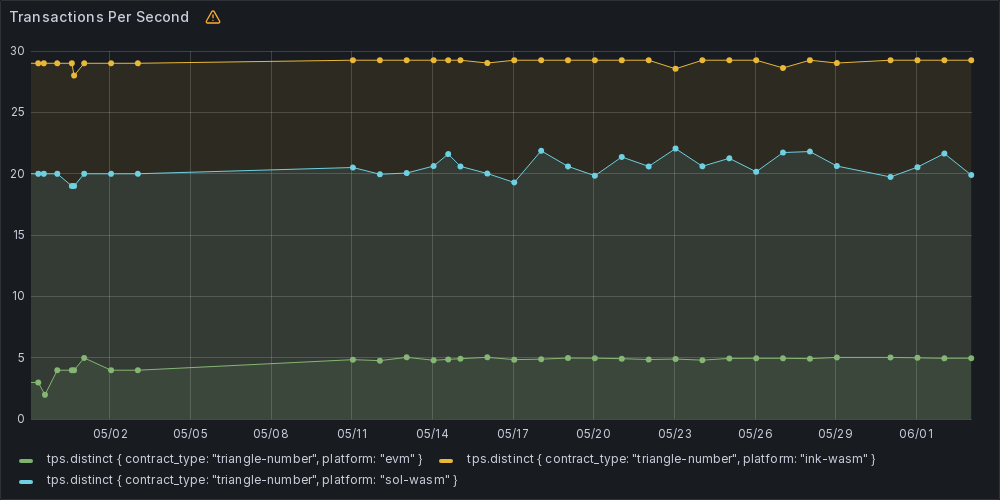 Transactions Per Second
30
25
20
15
10
5
0
05/02 05/05 05/08 05/11 05/14 05/17 05/20 05/23 05/26 05/29 06/01
tps.distinct { contract_type: "triangle-number", platform: "evm" } tps.distinct { contract_type: "triangle-number", platform: "ink-wasm" }
tps.distinct { contract_type: "triangle-number", platform: "sol-wasm" }